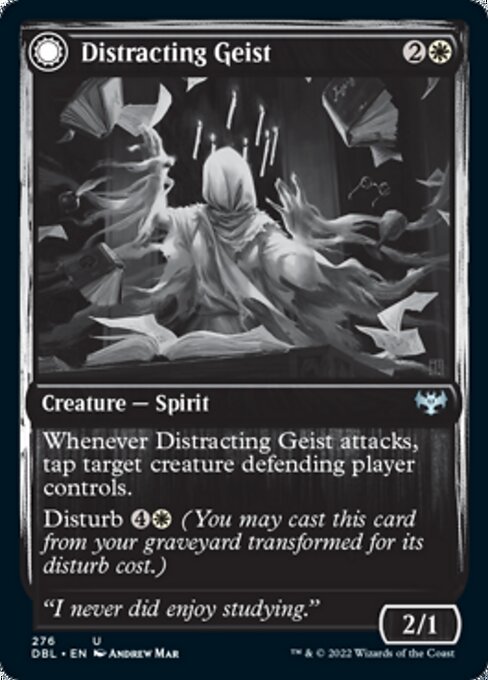 Distracting Geist 2
Creature — Spirit
Whenever Distracting Geist attacks,
tap target creature defending player
controls.
Disturb 4 (You may cast this card
from your graveyard transformed for its
disturb cost.)
"I never did enjoy studying."
2/1
276 U
DBL • EN Andrew Mar
™ & © 2022 Wizards of the Coast